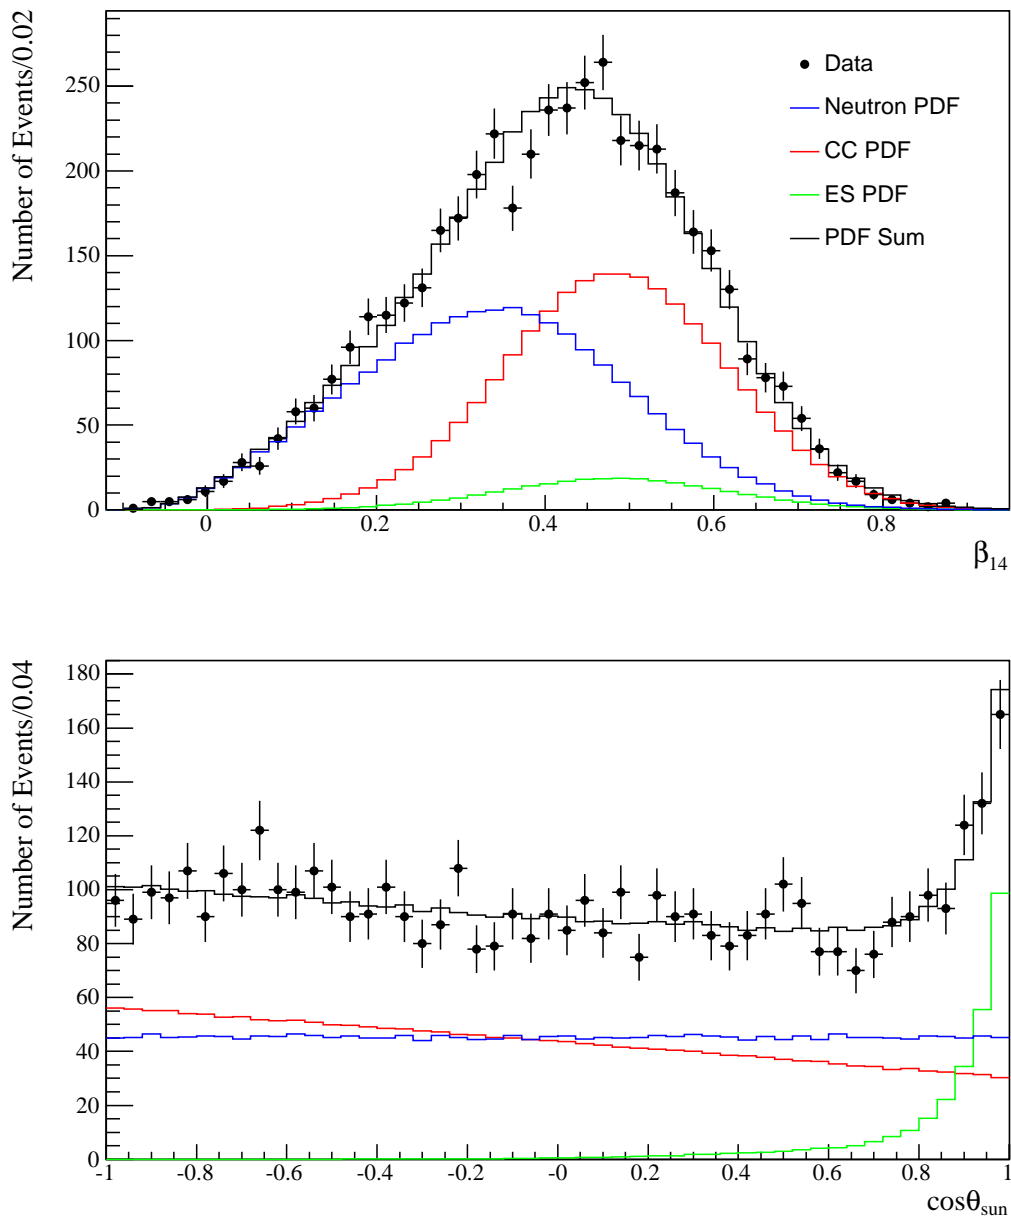 Number of Events/0.02
250
200
150
100
50
0
Data
Neutron PDF
CC PDF
ES PDF
PDF Sum
0 0.2 0.4 0.6 0.8
β14
Number of Events/0.04
180
160
140
120
100
80
60
40
20
0
-1 -0.8 -0.6 -0.4 -0.2 -0 0.2 0.4 0.6 0.8 1
cosθsun